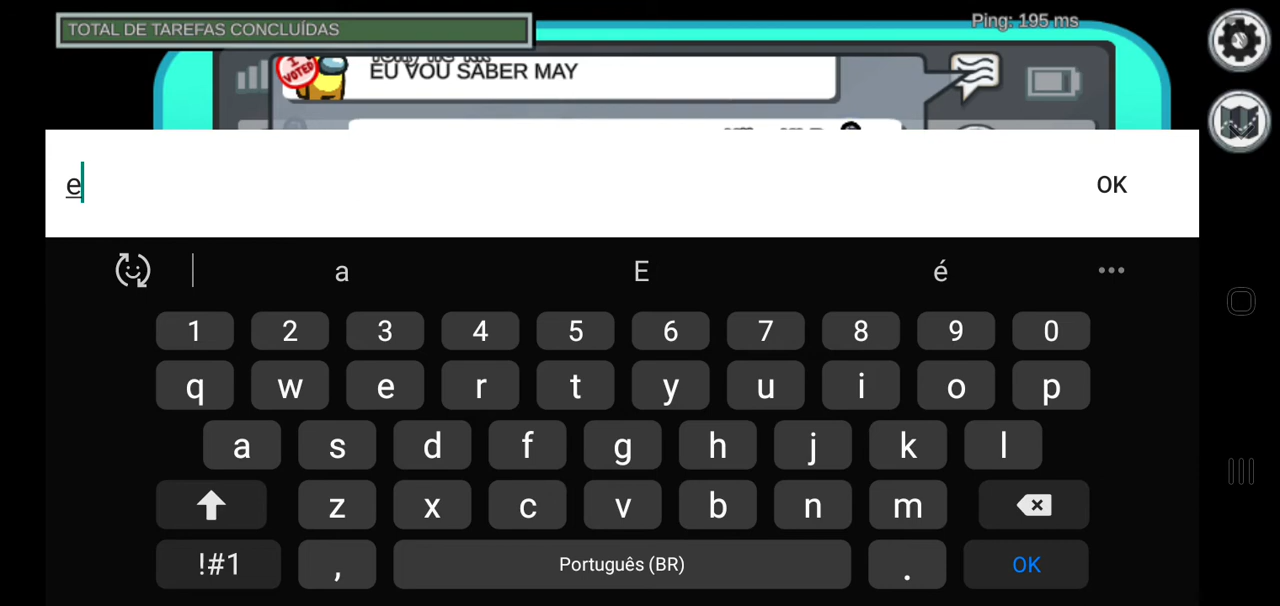 TOTAL DE TAREFAS CONCLUÍDAS
Ping: 195 ms
I VOTED
EU VOU SABER MAY
e
OK
a E é
1 2 3 4 5 6 7 8 9 0
q w e r t y u i o p
a s d f g h j k l
z x c v b n m
!#1 , Português (BR) . OK